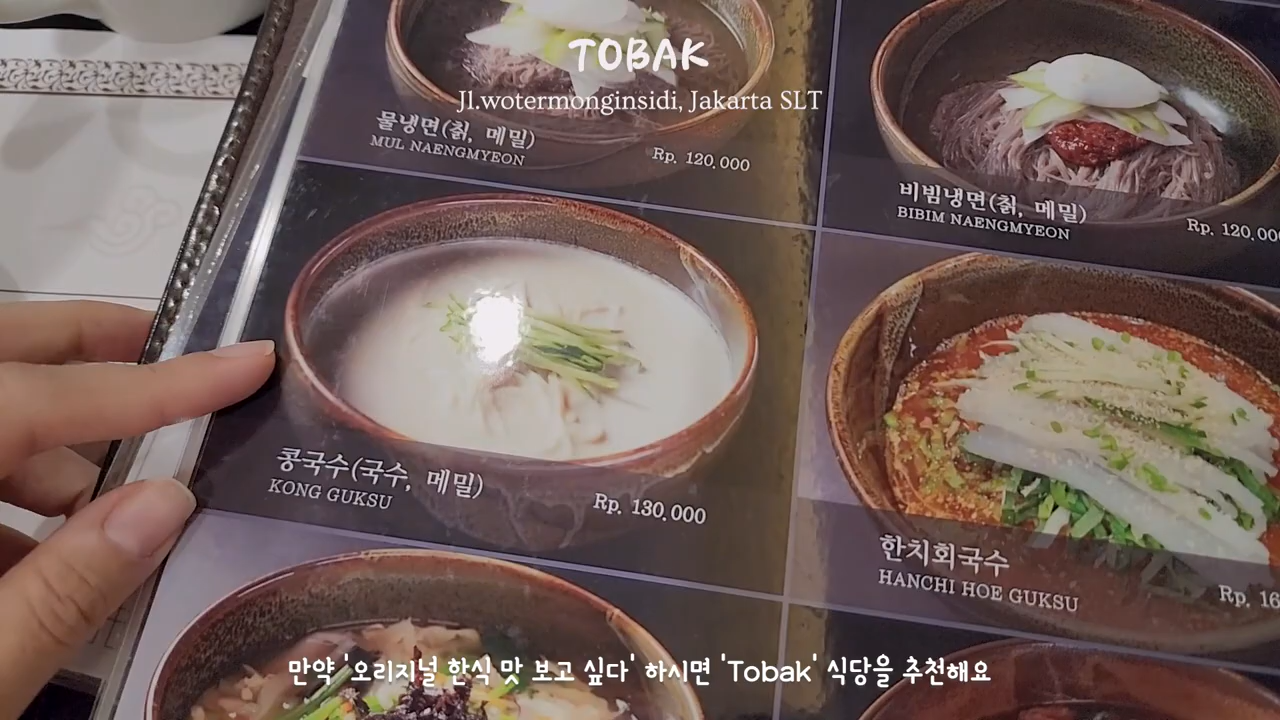 TOBAK
Jl.wotermonginsidi, Jakarta SLT
물냉면(칡, 메밀)
MUL NAENGMYEON
Rp. 120,000
비빔냉면(칡, 메밀)
BIBIM NAENGMYEON
Rp. 120,000
콩국수(국수, 메밀)
KONG GUKSU
Rp. 130,000
한치회국수
HANCHI HOE GUKSU
Rp. 16
만약 '오리지널 한식 맛 보고 싶다' 하시면 'Tobak' 식당을 추천해요